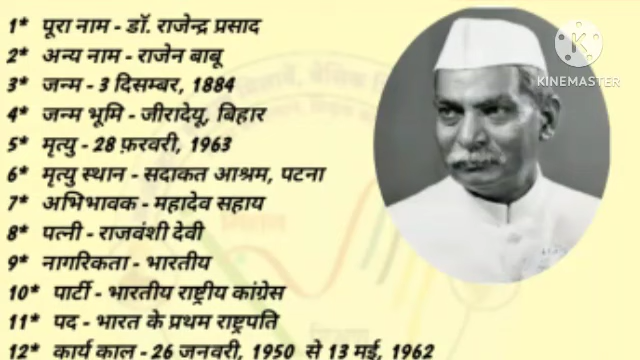 1* पूरा नाम - डॉ. राजेन्द्र प्रसाद
2* अन्य नाम - राजेन बाबू
3* जन्म - 3 दिसम्बर, 1884
4* जन्म भूमि - जीरादेयू, बिहार
5* मृत्यु - 28 फ़रवरी, 1963
6* मृत्यु स्थान - सदाकत आश्रम, पटना
7* अभिभावक - महादेव सहाय
8* पत्नी - राजवंशी देवी
9* नागरिकता - भारतीय
10* पार्टी - भारतीय राष्ट्रीय कांग्रेस
11* पद - भारत के प्रथम राष्ट्रपति
12* कार्य काल - 26 जनवरी, 1950 से 13 मई, 1962
KINEMASTER